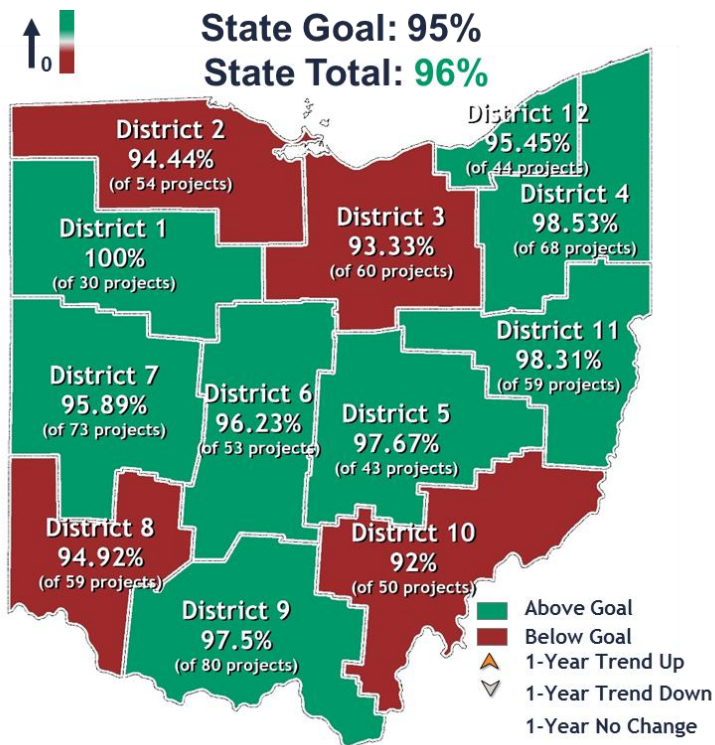 State Goal: 95%
State Total: 96%
0
District 12
95.45%
(of 44 projects)
District 2
94.44%
(of 54 projects)
District 4
98.53%
(of 68 projects)
District 3
93.33%
(of 60 projects)
District 1
100%
(of 30 projects)
District 11
98.31%
(of 59 projects)
District 7
95.89%
(of 73 projects)
District 6
96.23%
(of 53 projects)
District 5
97.67%
(of 43 projects)
District 8
94.92%
(of 59 projects)
District 10
92%
(of 50 projects)
District 9
97.5%
(of 80 projects)
Above Goal
Below Goal
1-Year Trend Up
1-Year Trend Down
1-Year No Change